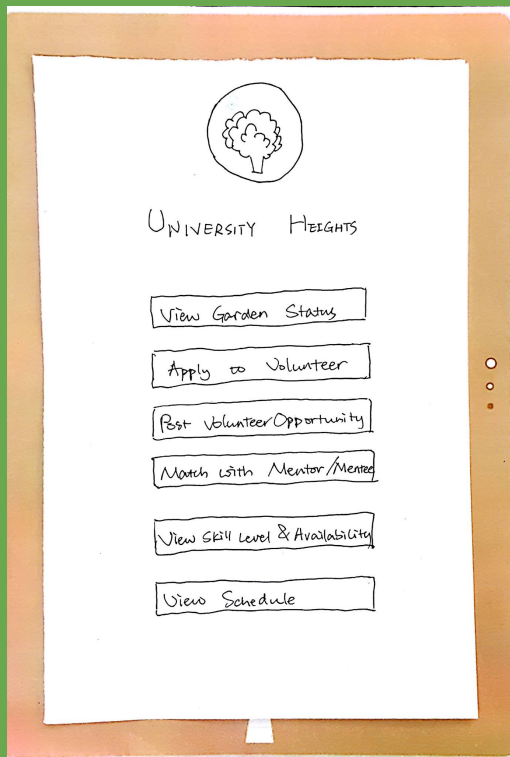 UNIVERSITY HEIGHTS
View Garden Status
Apply to Volunteer
Post Volunteer Opportunity
Match with Mentor/Mentee
View Skill Level & Availability
View Schedule